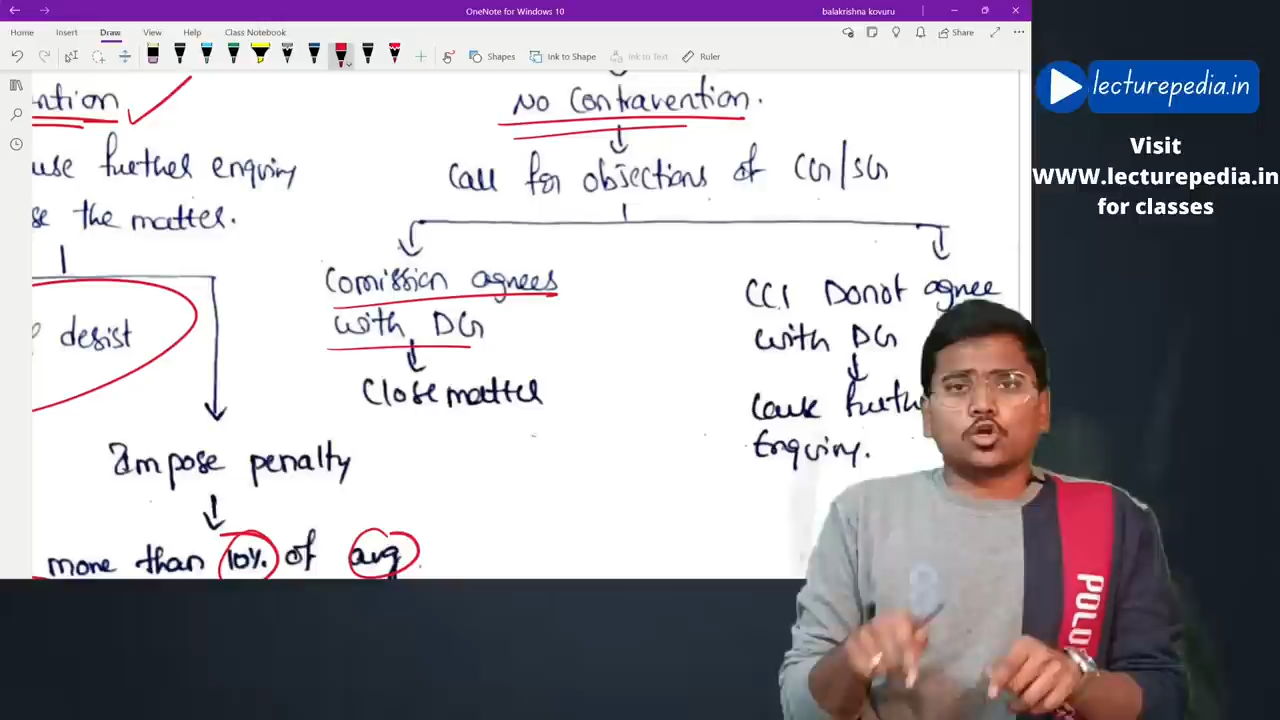 OneNote for Windows 10
balakrishna kovuru
Home Insert Draw View Help Class Notebook
Share
Shapes
Ink to Shape
Ink to Text
Ruler
ntion
use further enquiry
se the matter.
desist
Impose penalty
more than 10% of avg
No Contravention.
Call for objections of CG/SG
Comission agrees
with DG
Close matter
CCI Donot agree
with DG
Enquiry.
lecturepedia.in
Visit
WWW.lecturepedia.in
for classes
POLO